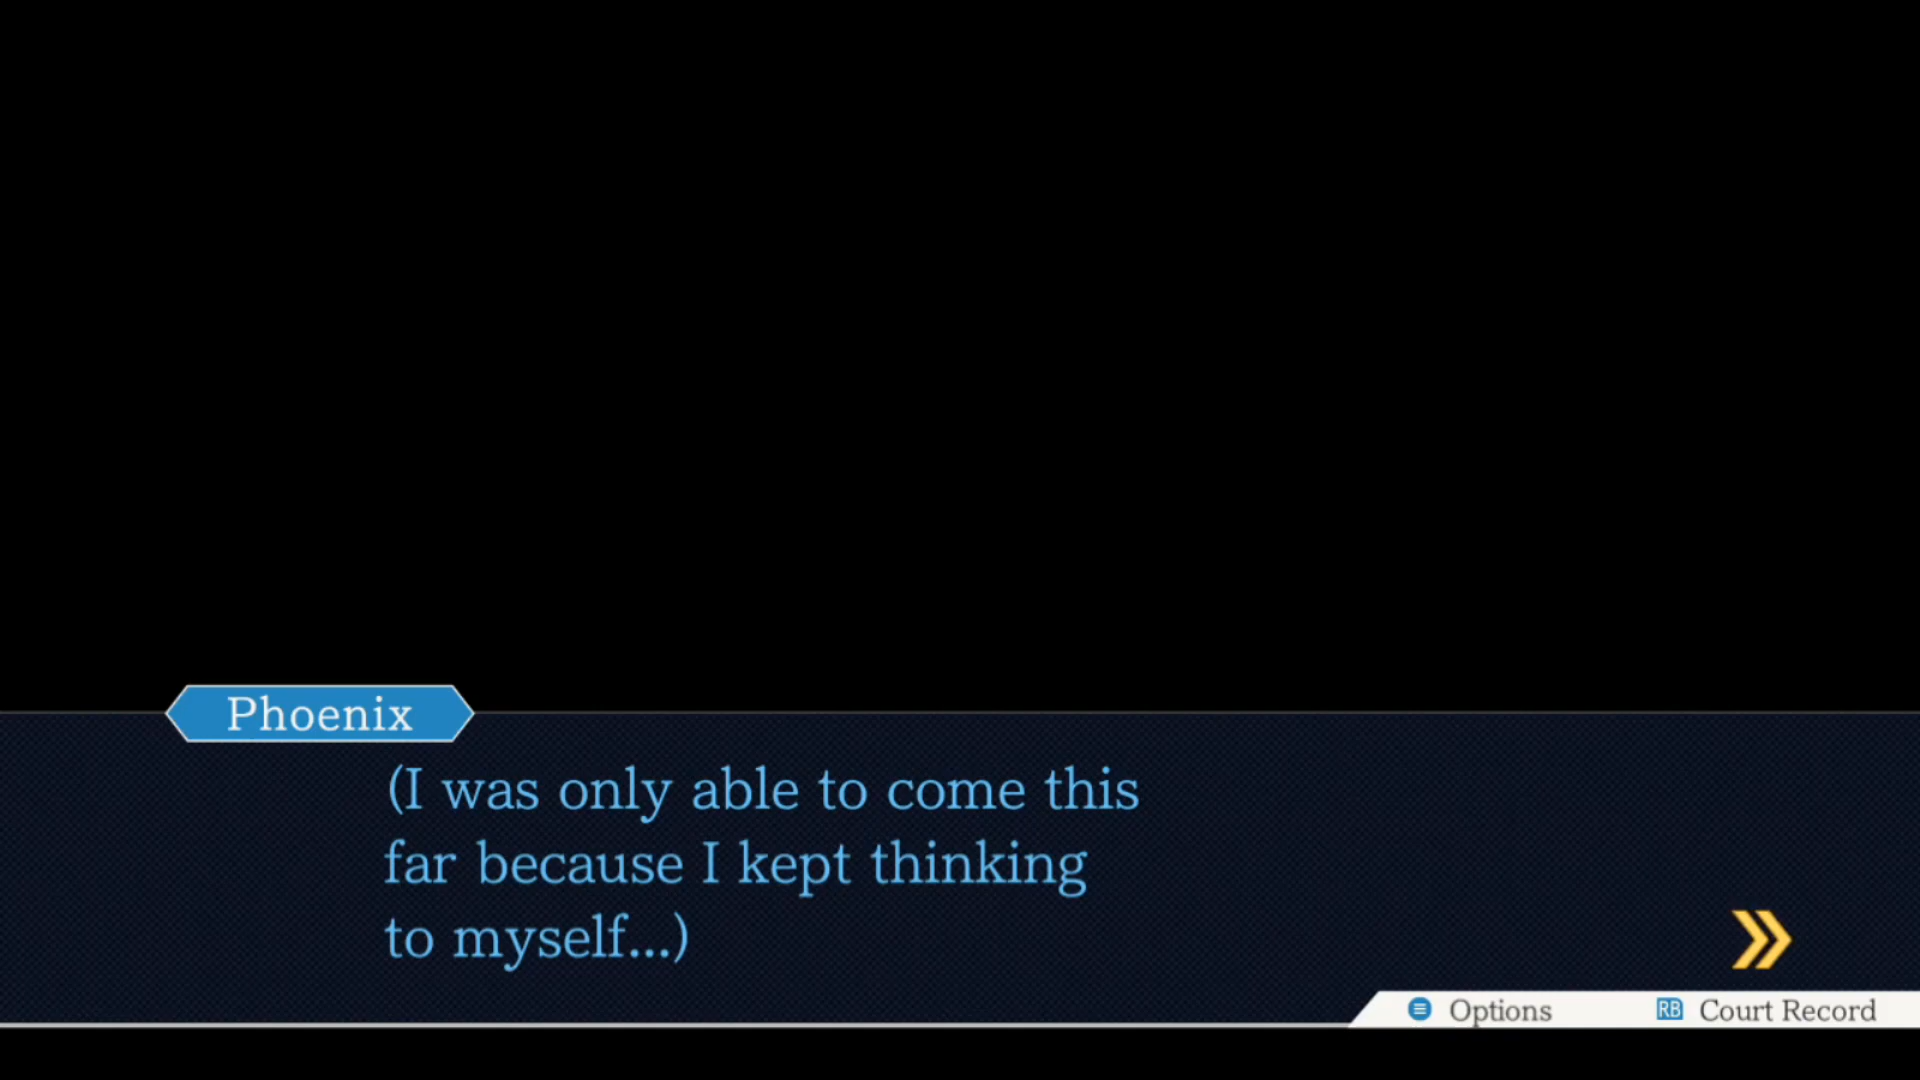 Phoenix
(I was only able to come this
far because I kept thinking
to myself...)
Options
RB Court Record